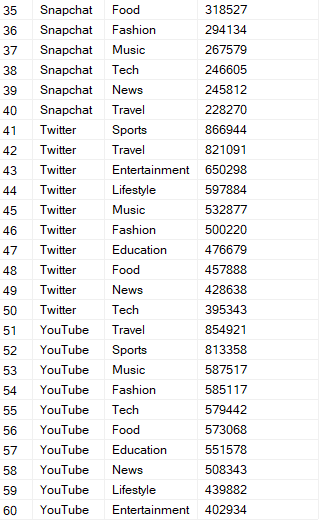 35 Snapchat Food 318527
36 Snapchat Fashion 294134
37 Snapchat Music 267579
38 Snapchat Tech 246605
39 Snapchat News 245812
40 Snapchat Travel 228270
41 Twitter Sports 866944
42 Twitter Travel 821091
43 Twitter Entertainment 650298
44 Twitter Lifestyle 597884
45 Twitter Music 532877
46 Twitter Fashion 500220
47 Twitter Education 476679
48 Twitter Food 457888
49 Twitter News 428638
50 Twitter Tech 395343
51 YouTube Travel 854921
52 YouTube Sports 813358
53 YouTube Music 587517
54 YouTube Fashion 585117
55 YouTube Tech 579442
56 YouTube Food 573068
57 YouTube Education 551578
58 YouTube News 508343
59 YouTube Lifestyle 439882
60 YouTube Entertainment 402934